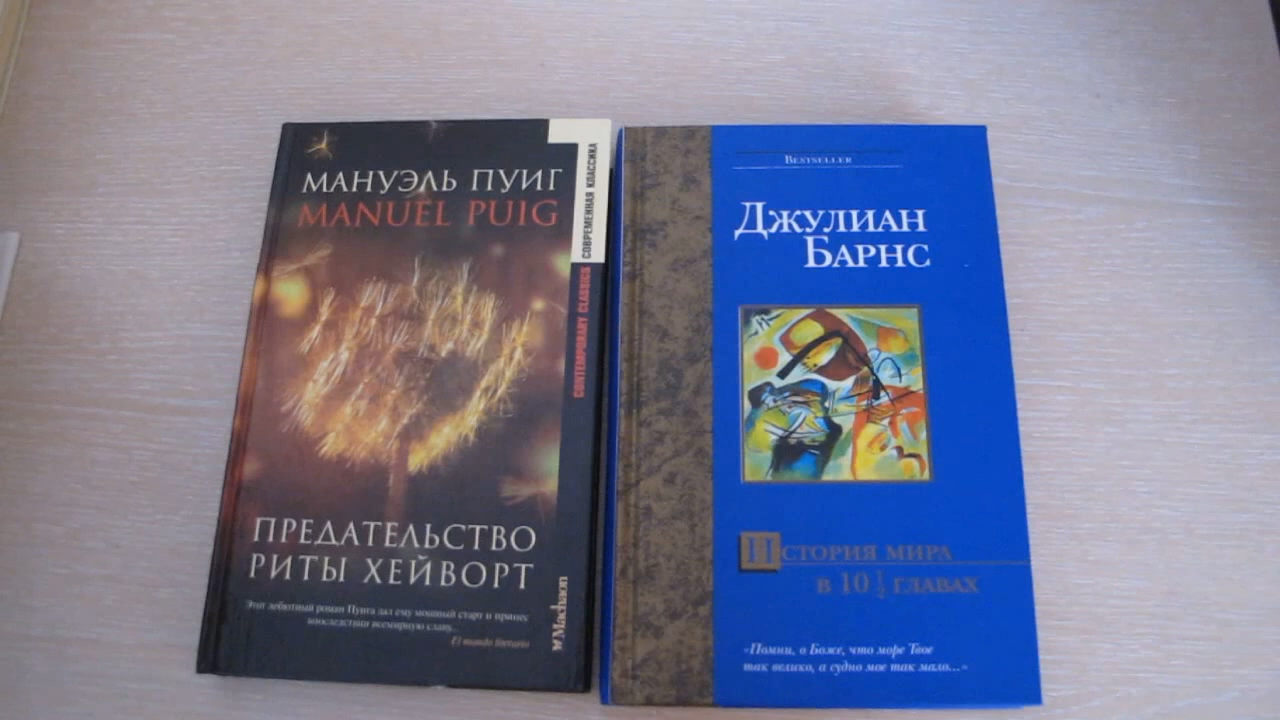 МАНУЭЛЬ ПУИГ
MANUEL PUIG
CONTEMPORARY CLASSICS СОВРЕМЕННАЯ КЛАССИКА
ПРЕДАТЕЛЬСТВО
РИТЫ ХЕЙВОРТ
Этот дебютный роман Пуига дал ему мощный старт и принес
впоследствии всемирную славу...
El mundo literario
Machaon
BESTSELLER
ДЖУЛИАН
БАРНС
ИСТОРИЯ МИРА
В 10 ½ ГЛАВАХ
«Помни, о Боже, что море Твое
так велико, а судно мое так мало...»